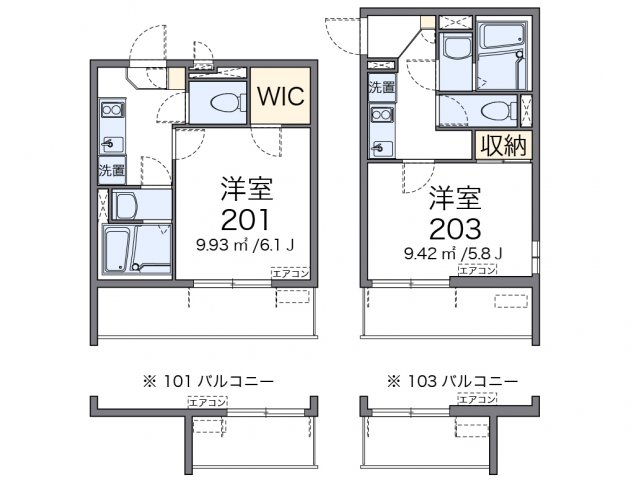 WIC
洗置
洋室
201
9.93 ㎡/6.1 J
エアコン
洗置
収納
洋室
203
9.42 ㎡/5.8 J
エアコン
※ 101 バルコニー
エアコン
※ 103 バルコニー
エアコン